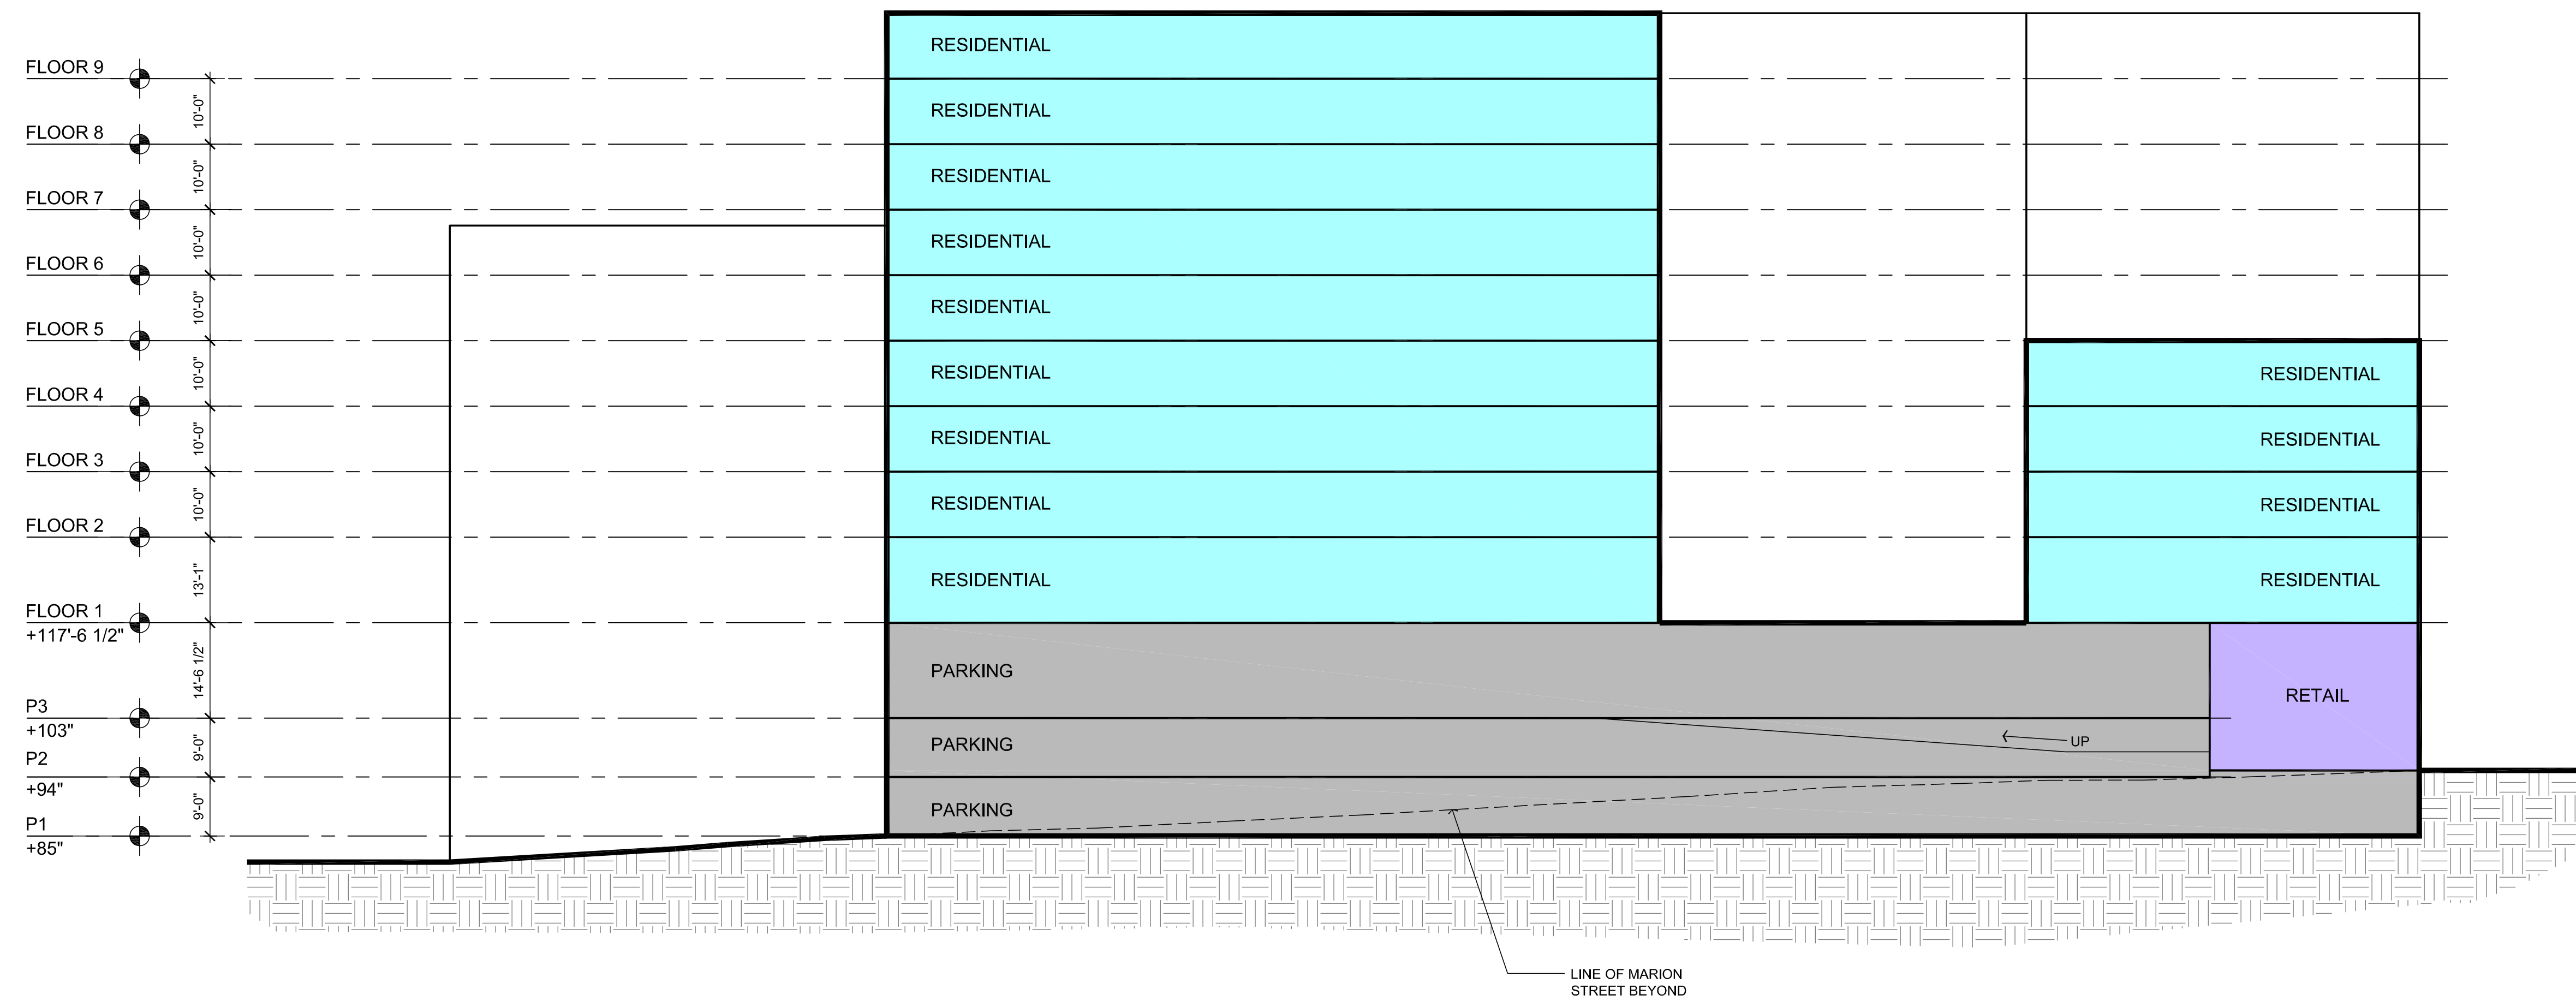 RESIDENTIAL
FLOOR 9
10'-0"
RESIDENTIAL
FLOOR 8
10'-0"
RESIDENTIAL
FLOOR 7
10'-0"
RESIDENTIAL
FLOOR 6
10'-0"
RESIDENTIAL
FLOOR 5
10'-0"
RESIDENTIAL
RESIDENTIAL
FLOOR 4
10'-0"
RESIDENTIAL
RESIDENTIAL
FLOOR 3
10'-0"
RESIDENTIAL
RESIDENTIAL
FLOOR 2
13'-1"
RESIDENTIAL
RESIDENTIAL
FLOOR 1
+117'-6 1/2"
14'-6 1/2"
PARKING
RETAIL
P3
+103"
9'-0"
PARKING
UP
P2
+94"
9'-0"
PARKING
P1
+85"
LINE OF MARION
STREET BEYOND